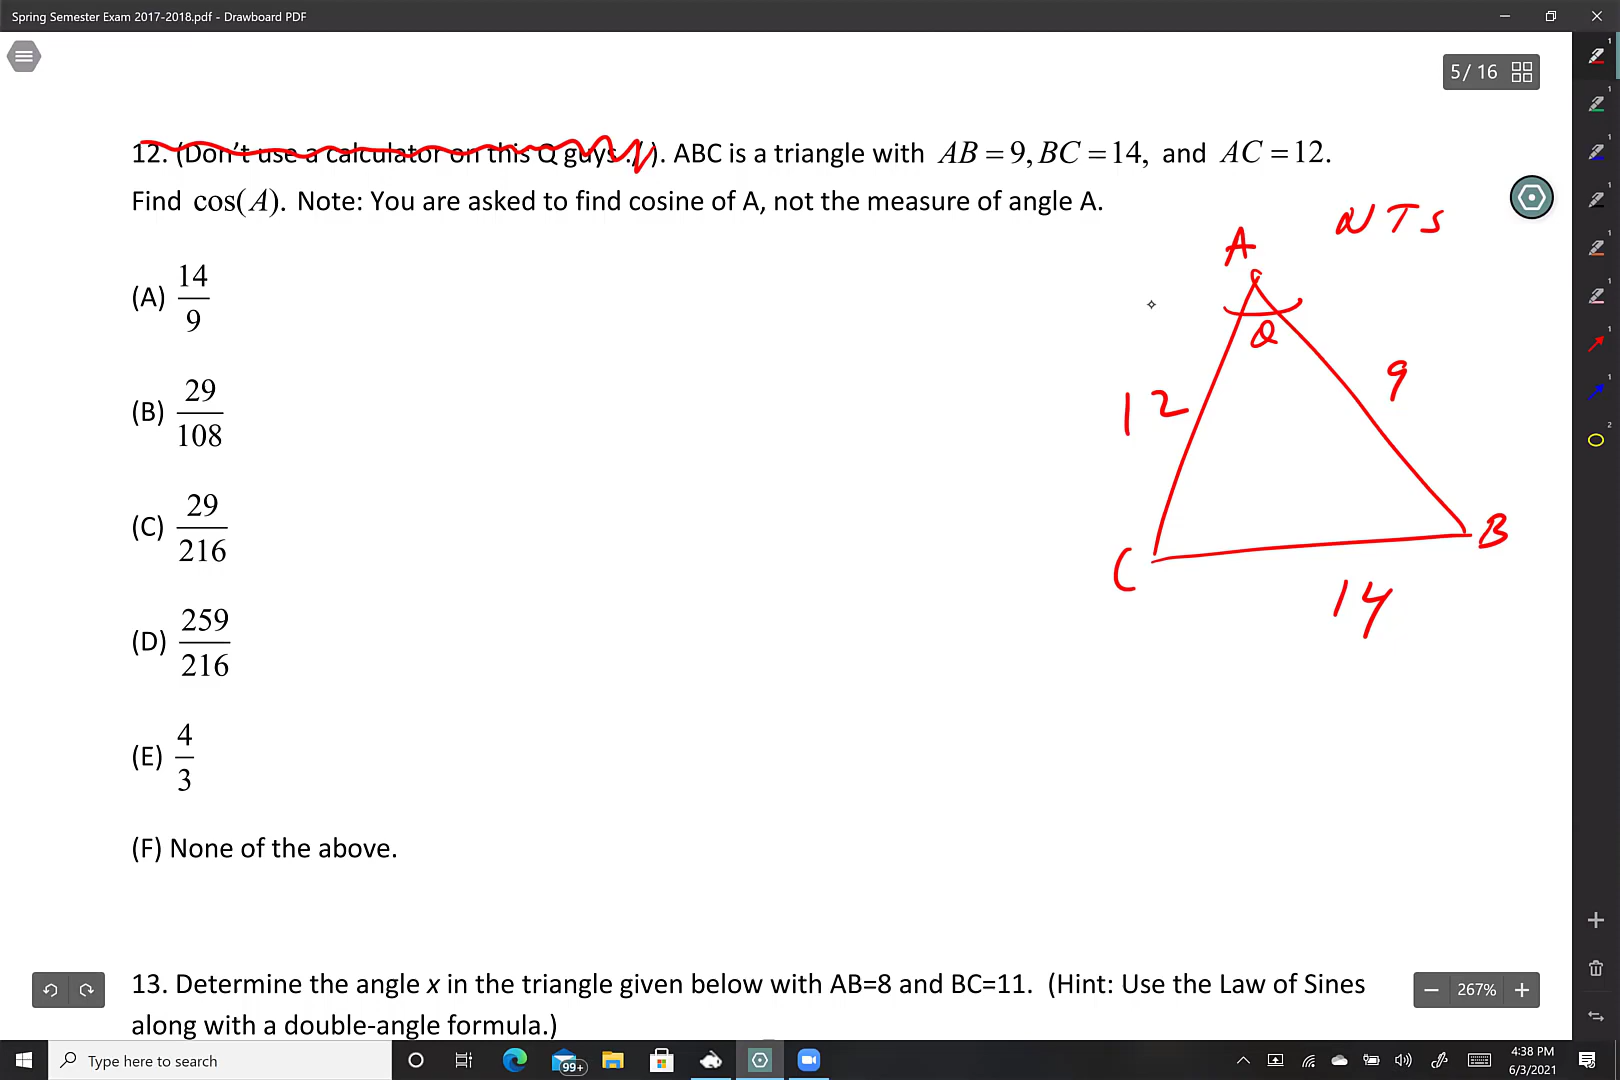 Spring Semester Exam 2017-2018.pdf - Drawboard PDF
5 / 16
12. (Don't use a calculator on this Q guys ). ABC is a triangle with AB = 9, BC = 14, and AC = 12.
Find cos(A). Note: You are asked to find cosine of A, not the measure of angle A.
NTS
A
(A) 14/9
9
12
(B) 29/108
(C) 29/216
B
C
14
(D) 259/216
(E) 4/3
(F) None of the above.
13. Determine the angle x in the triangle given below with AB=8 and BC=11. (Hint: Use the Law of Sines
along with a double-angle formula.)
267%
Type here to search
99+
4:38 PM
6/3/2021